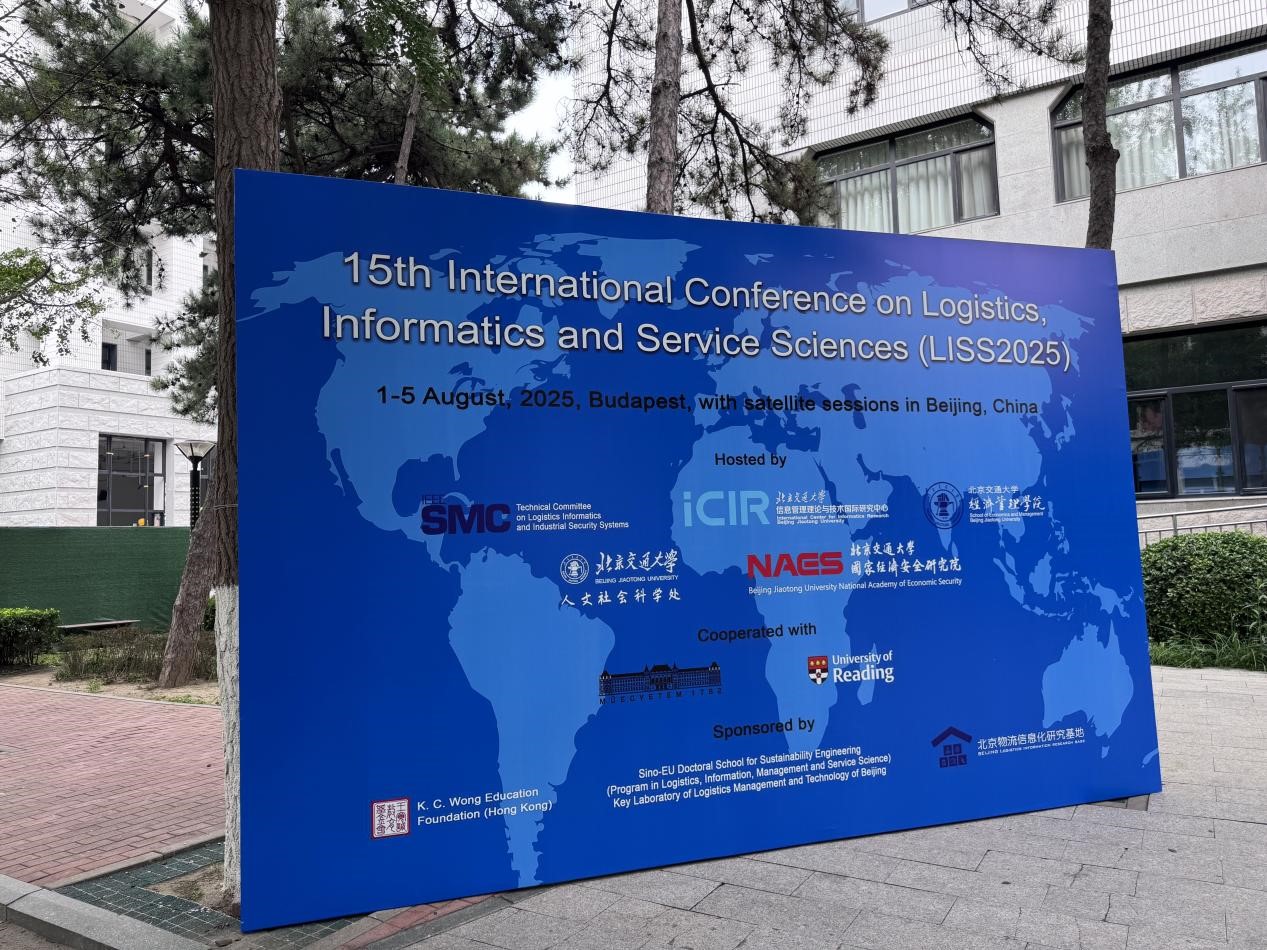 15th International Conference on Logistics,
Informatics and Service Sciences (LISS2025)
1-5 August, 2025, Budapest, with satellite sessions in Beijing, China
Hosted by
IEEE
SMC
Technical Committee
on Logistics Informatics
and Industrial Security Systems
iCIR
北京交通大学
信息管理理论与技术国际研究中心
International Center for Informatics Research
Beijing Jiaotong University
北京交通大学
经济管理学院
School of Economics and Management
Beijing Jiaotong University
北京交通大学
BEIJING JIAOTONG UNIVERSITY
人文社会科学处
NAES
北京交通大学
國家经济安全研究院
Beijing Jiaotong University National Academy of Economic Security
Cooperated with
MŰEGYETEM 1782
University of
Reading
Sponsored by
Sino-EU Doctoral School for Sustainability Engineering
(Program in Logistics, Information, Management and Service Science)
Key Laboratory of Logistics Management and Technology of Beijing
北京物流信息化研究基地
BEIJING LOGISTICS INFORMATION RESEARCH BASE
K. C. Wong Education
Foundation (Hong Kong)